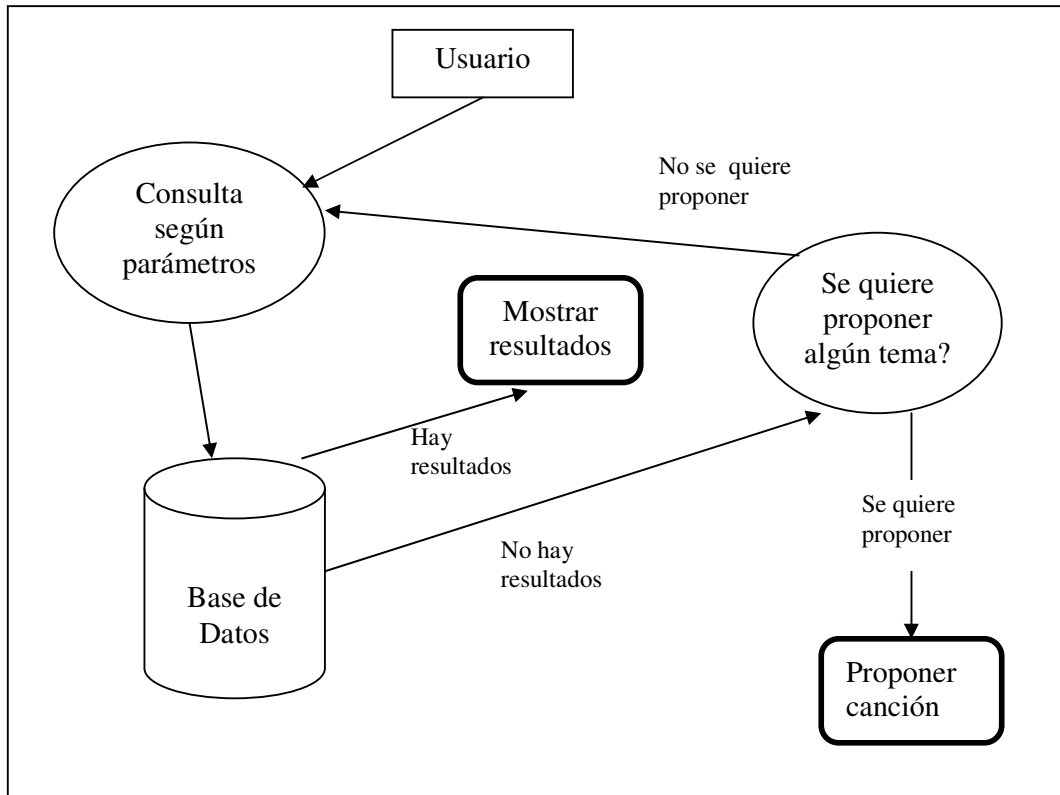 Usuario
No se quiere
proponer
Consulta
según
parámetros
Se quiere
proponer
algún tema?
Mostrar
resultados
Hay
resultados
Se quiere
proponer
No hay
resultados
Base de
Datos
Proponer
canción